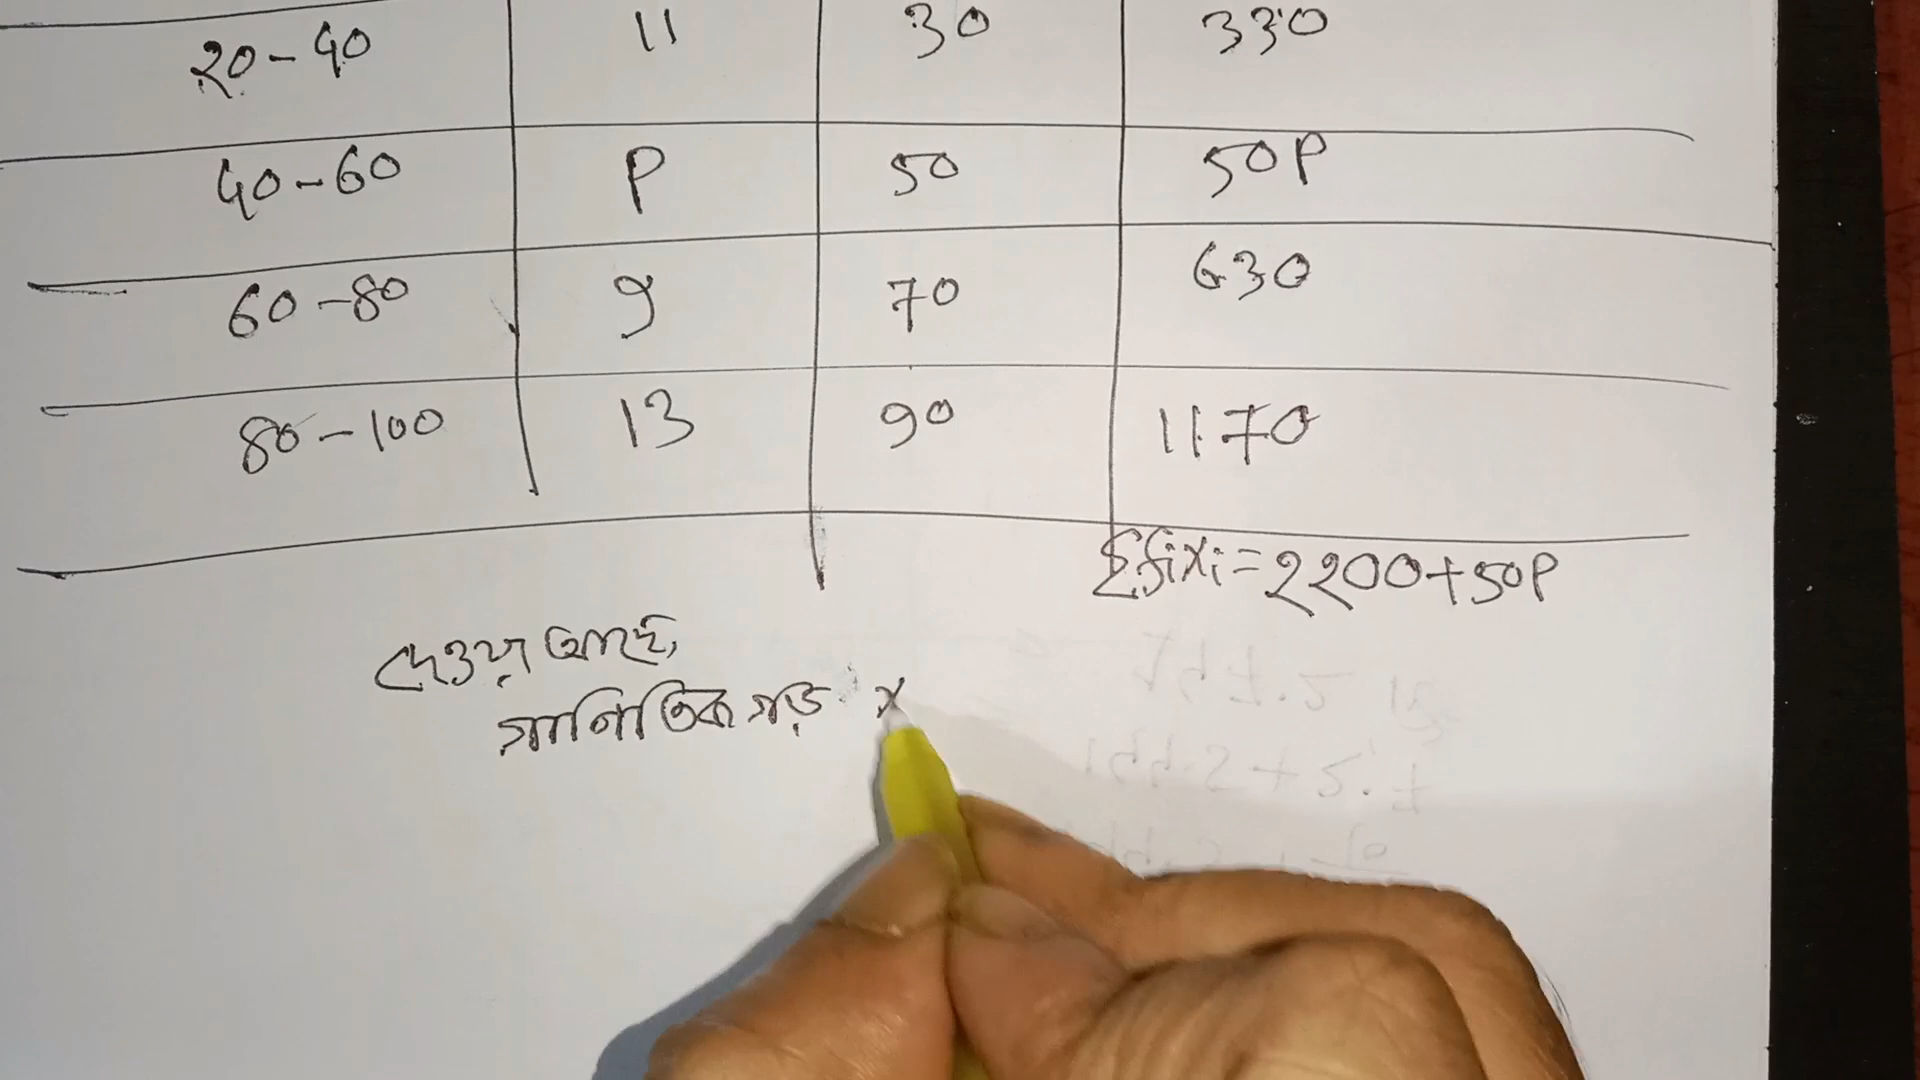 20-40 11 30 330
40-60 P 50 50P
60-80 9 70 630
80-100 13 90 1170
Σfixi=2200+50P
দেওয়া আছে,
গানিতিক গড় x